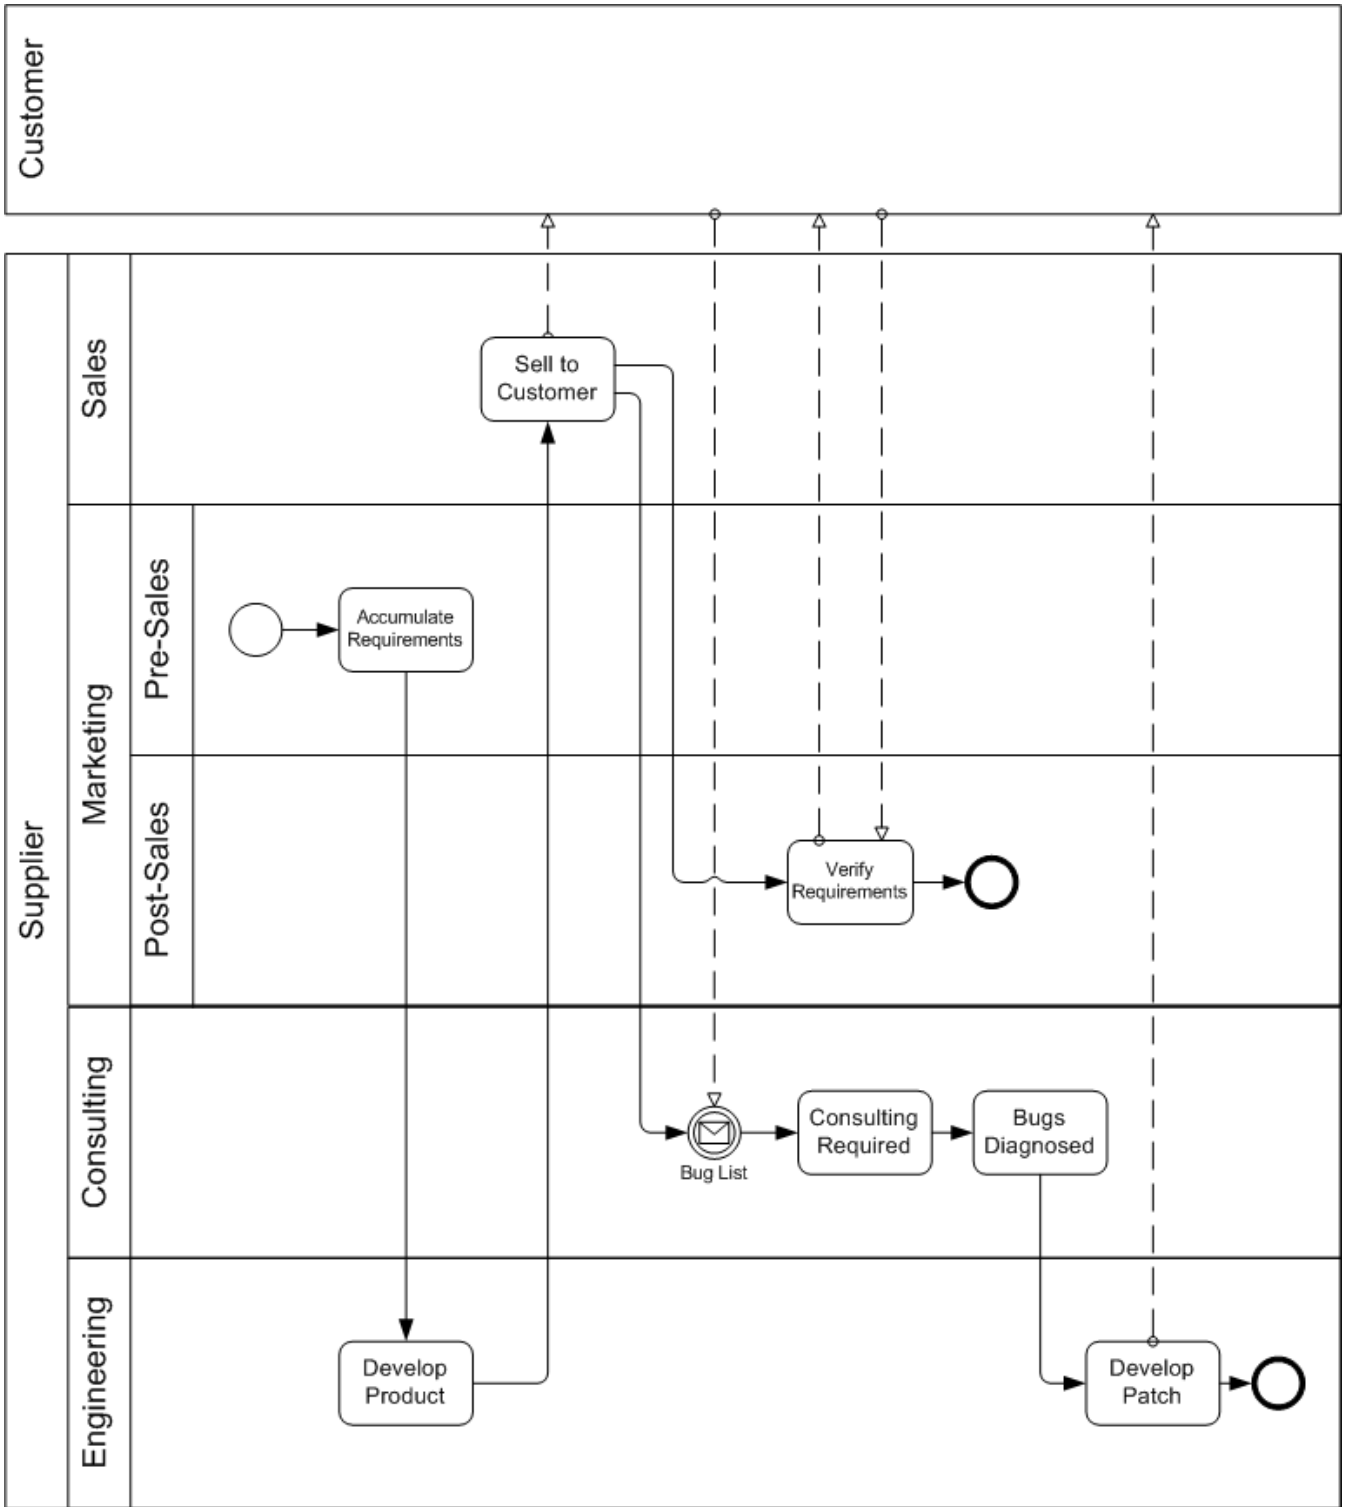 Customer
Supplier
Sales
Sell to
Customer
Marketing
Pre-Sales
Accumulate
Requirements
Post-Sales
Verify
Requirements
Consulting
Bug List
Consulting
Required
Bugs
Diagnosed
Engineering
Develop
Product
Develop
Patch